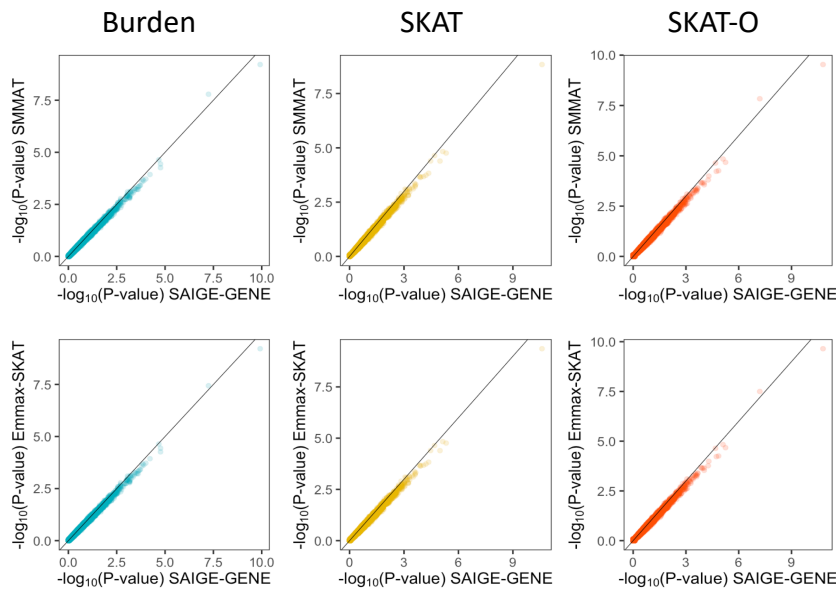 Burden SKAT SKAT-O
-log₁₀(P-value) SMMAT
7.5
5.0
2.5
0.0
0.0 2.5 5.0 7.5 10.0
-log₁₀(P-value) SAIGE-GENE
-log₁₀(P-value) SMMAT
7.5
5.0
2.5
0.0
0 3 6 9
-log₁₀(P-value) SAIGE-GENE
-log₁₀(P-value) SMMAT
10.0
7.5
5.0
2.5
0.0
0 3 6 9
-log₁₀(P-value) SAIGE-GENE
-log₁₀(P-value) Emmax-SKAT
7.5
5.0
2.5
0.0
0.0 2.5 5.0 7.5 10.0
-log₁₀(P-value) SAIGE-GENE
-log₁₀(P-value) Emmax-SKAT
7.5
5.0
2.5
0.0
0 3 6 9
-log₁₀(P-value) SAIGE-GENE
-log₁₀(P-value) Emmax-SKAT
10.0
7.5
5.0
2.5
0.0
0 3 6 9
-log₁₀(P-value) SAIGE-GENE